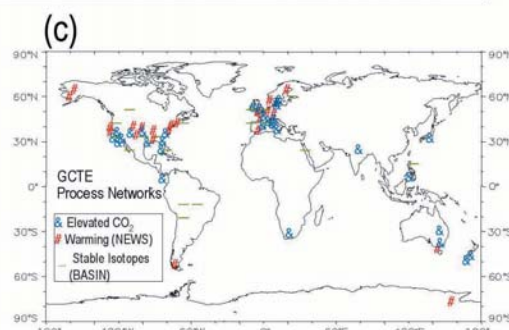 (c)
90°N
90°N
60°N
60°N
30°N
30°N
0°
0°
30°S
30°S
60°S
60°S
90°S
90°S
GCTE
Process Networks
& Elevated CO₂
# Warming (NEWS)
_ Stable Isotopes
(BASIN)